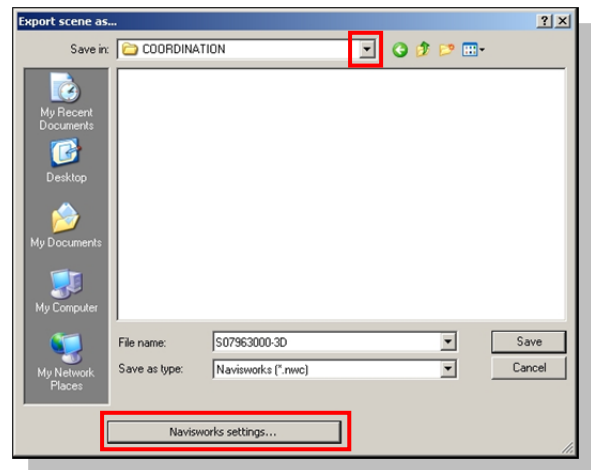 Export scene as...
Save in:
COORDINATION
My Recent
Documents
Desktop
My Documents
My Computer
My Network
Places
File name:
S07963000-3D
Save
Save as type:
Navisworks (*.nwc)
Cancel
Navisworks settings...